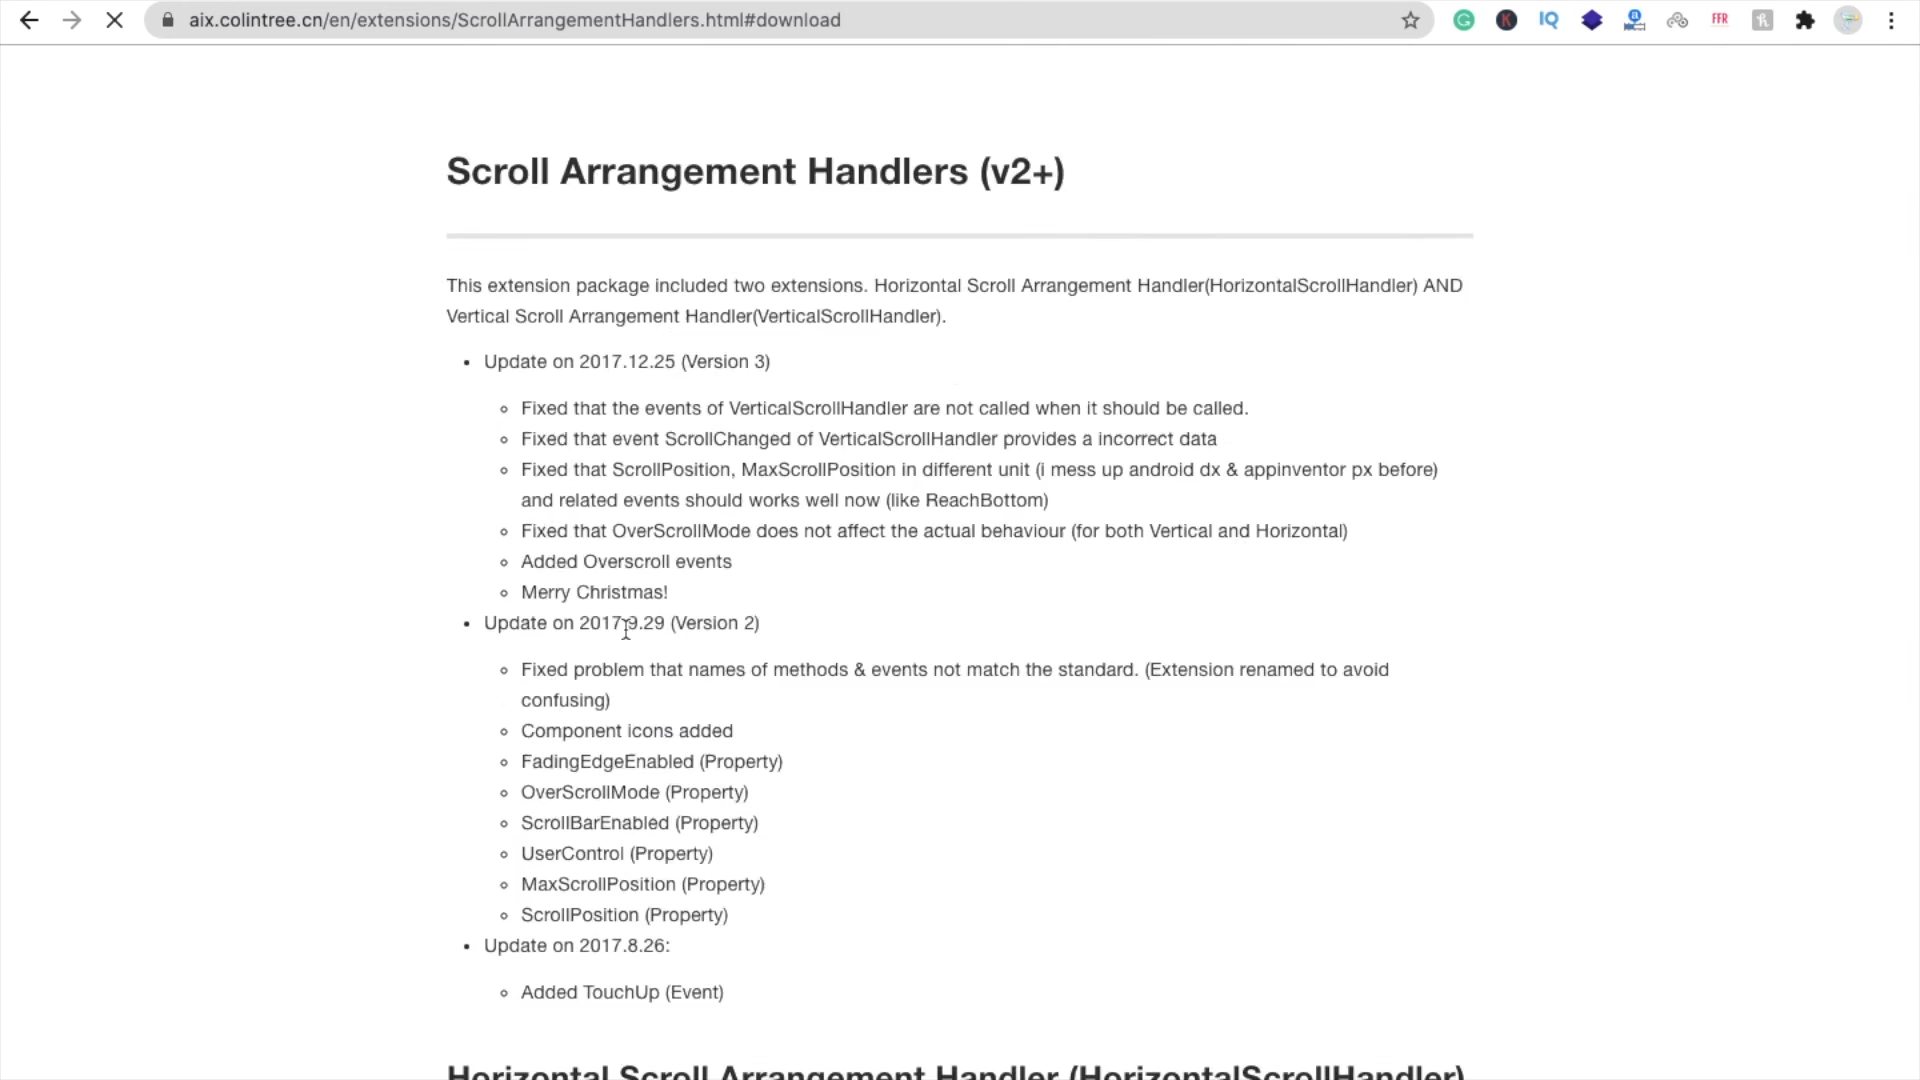 aix.colintree.cn/en/extensions/ScrollArrangementHandlers.html#download
G K IQ a FFR h
Scroll Arrangement Handlers (v2+)
This extension package included two extensions. Horizontal Scroll Arrangement Handler(HorizontalScrollHandler) AND
Vertical Scroll Arrangement Handler(VerticalScrollHandler).
• Update on 2017.12.25 (Version 3)
◦ Fixed that the events of VerticalScrollHandler are not called when it should be called.
◦ Fixed that event ScrollChanged of VerticalScrollHandler provides a incorrect data
◦ Fixed that ScrollPosition, MaxScrollPosition in different unit (i mess up android dx & appinventor px before)
and related events should works well now (like ReachBottom)
◦ Fixed that OverScrollMode does not affect the actual behaviour (for both Vertical and Horizontal)
◦ Added Overscroll events
◦ Merry Christmas!
• Update on 2017.9.29 (Version 2)
◦ Fixed problem that names of methods & events not match the standard. (Extension renamed to avoid
confusing)
◦ Component icons added
◦ FadingEdgeEnabled (Property)
◦ OverScrollMode (Property)
◦ ScrollBarEnabled (Property)
◦ UserControl (Property)
◦ MaxScrollPosition (Property)
◦ ScrollPosition (Property)
• Update on 2017.8.26:
◦ Added TouchUp (Event)
Horizontal Scroll Arrangement Handler (HorizontalScrollHandler)